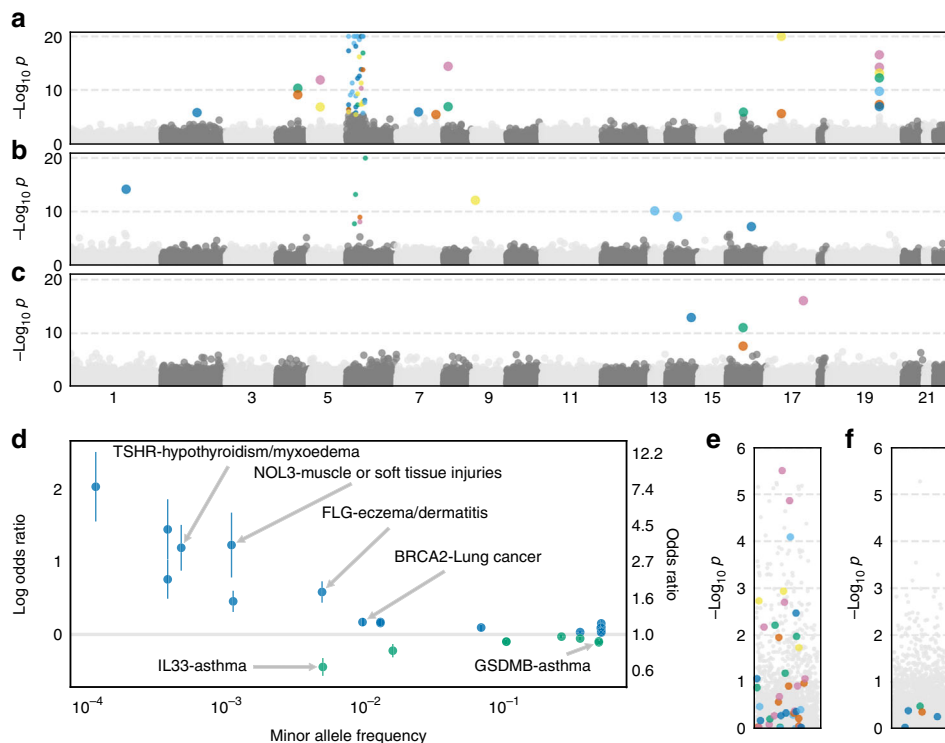 a
−Log10 p
20
10
0
b
−Log10 p
20
10
0
c
−Log10 p
20
10
0
1 3 5 7 9 11 13 15 17 19 21
d
Log odds ratio
2
1
0
TSHR-hypothyroidism/myxoedema
NOL3-muscle or soft tissue injuries
FLG-eczema/dermatitis
BRCA2-Lung cancer
IL33-asthma
GSDMB-asthma
12.2
7.4
4.5
2.7
1.6
1.0
0.6
Odds ratio
10−4 10−3 10−2 10−1
Minor allele frequency
e
−Log10 p
6
5
4
3
2
1
0
f
−Log10 p
6
5
4
3
2
1
0